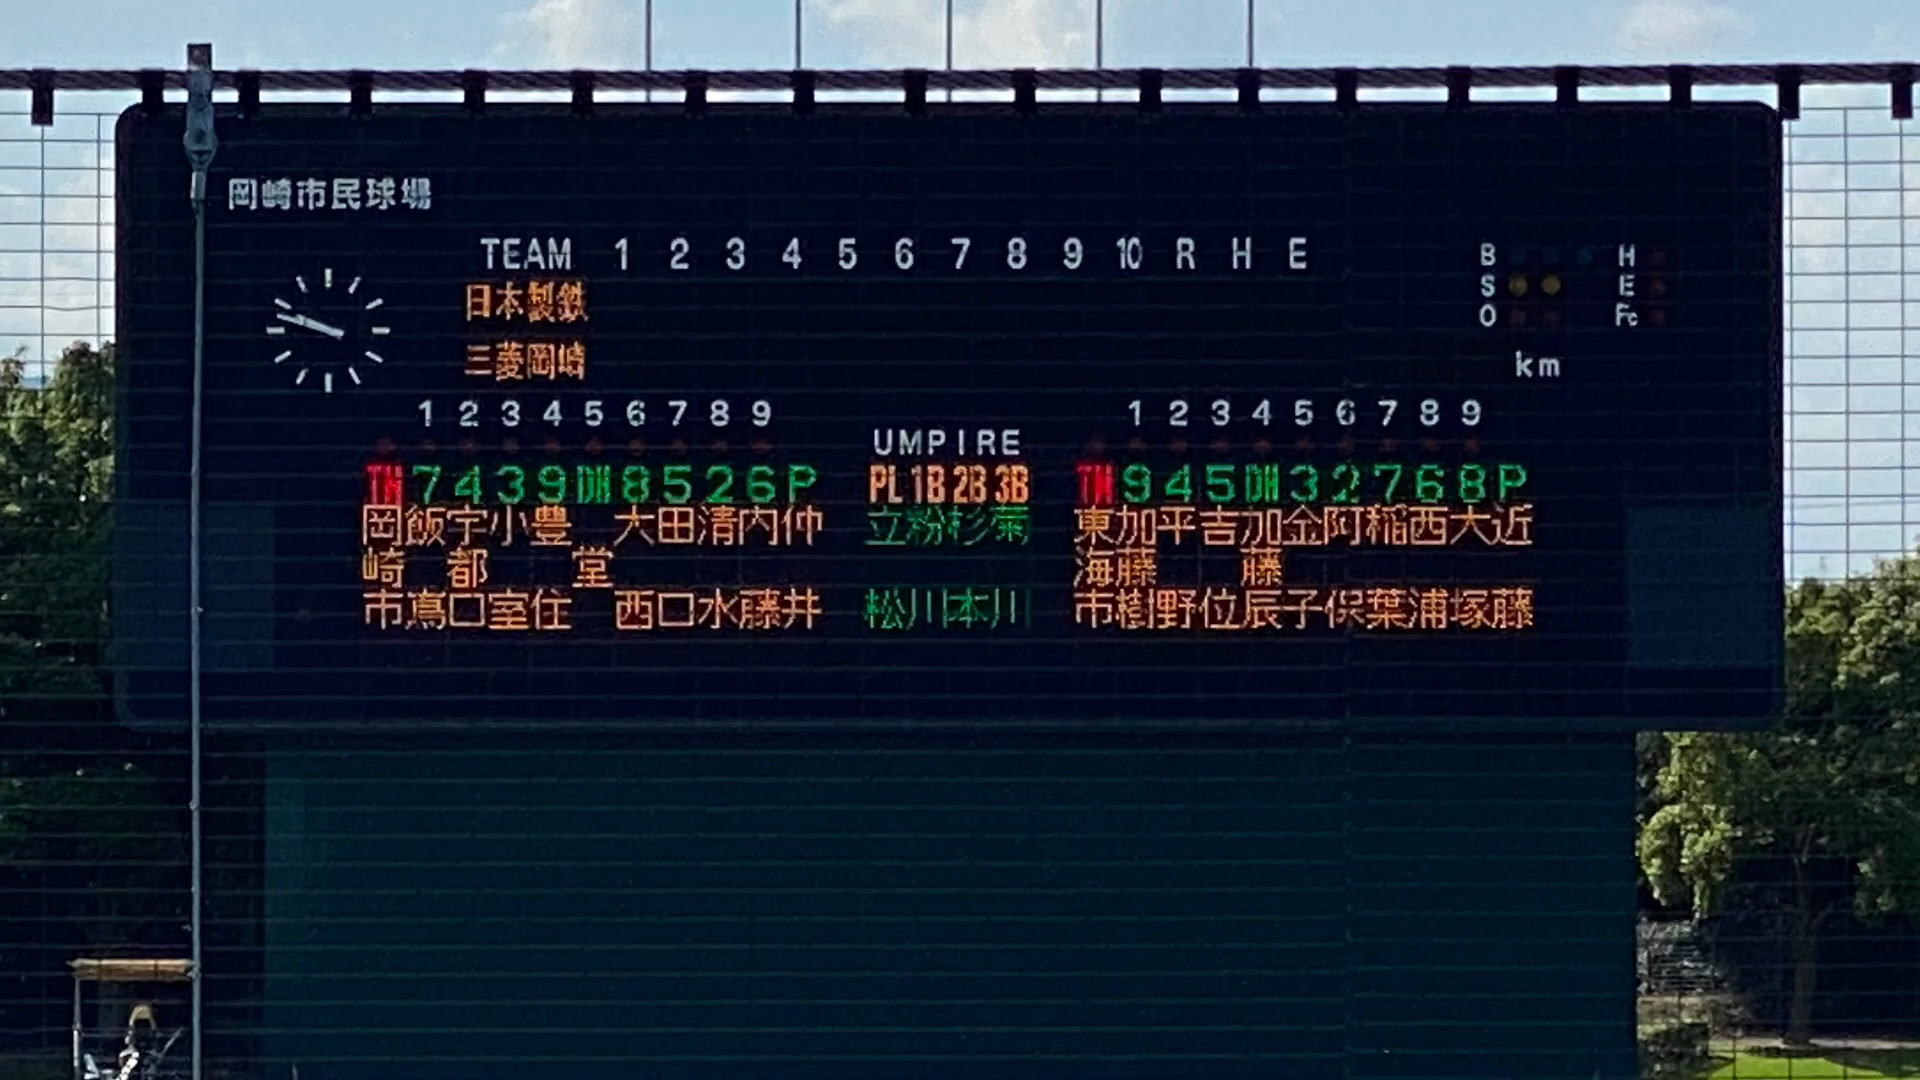 岡崎市民球場
TEAM 1 2 3 4 5 6 7 8 9 10 R H E
日本製鉄
三菱岡崎
B
S
O
H
E
Fc
km
1 2 3 4 5 6 7 8 9
UMPIRE
1 2 3 4 5 6 7 8 9
TM 7 4 3 9 DH 8 5 2 6 P
PL 1B 2B 3B
TM 9 4 5 DH 3 2 7 6 8 P
岡飯宇小豊 大田清内仲
崎 都 堂
市嶌口室住 西口水藤井
立粉杉菊
松川本川
東加平吉加金阿稲西大近
海藤 藤
市樹野位辰子保葉浦塚藤